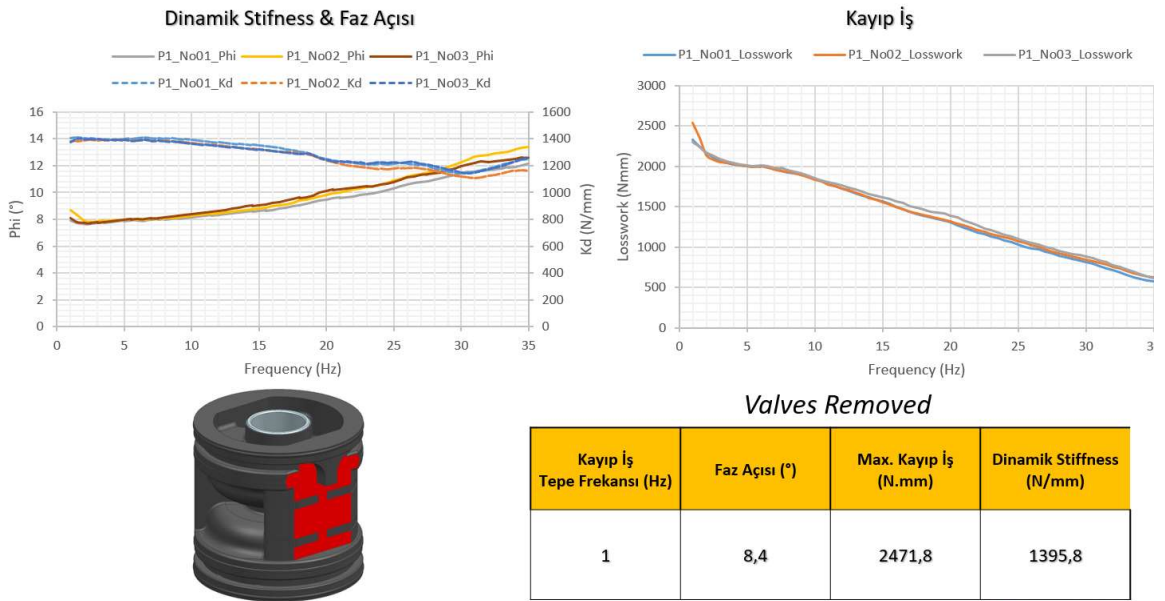 Dinamik Stifness & Faz Açısı
P1_No01_Phi P1_No02_Phi P1_No03_Phi
P1_No01_Kd P1_No02_Kd P1_No03_Kd
16
14
12
10
8
6
4
2
0
Phi (°)
1600
1400
1200
1000
800
600
400
200
0
Kd (N/mm)
0 5 10 15 20 25 30 35
Frequency (Hz)
Kayıp İş
P1_No01_Losswork P1_No02_Losswork P1_No03_Losswork
3000
2500
2000
1500
1000
500
0
Losswork (Nmm)
0 5 10 15 20 25 30
Frequency (Hz)
Valves Removed
Kayıp İş
Tepe Frekansı (Hz)
Faz Açısı (°)
Max. Kayıp İş
(N.mm)
Dinamik Stiffness
(N/mm)
1 8,4 2471,8 1395,8